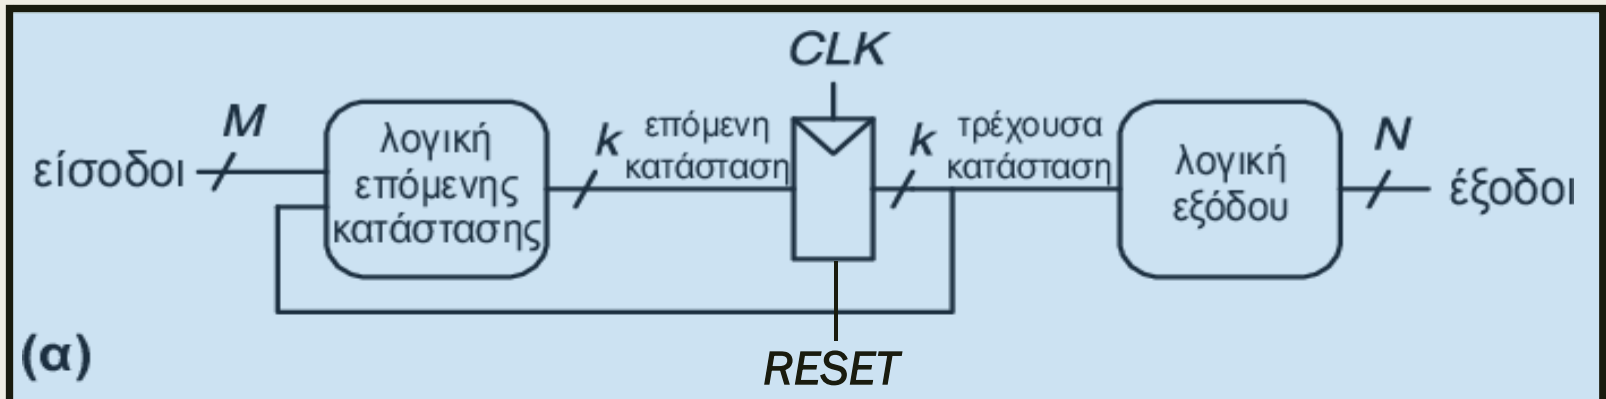 CLK
είσοδοι
M
λογική
επόμενης
κατάστασης
k
επόμενη
κατάσταση
k
τρέχουσα
κατάσταση
λογική
εξόδου
N
έξοδοι
(α)
RESET